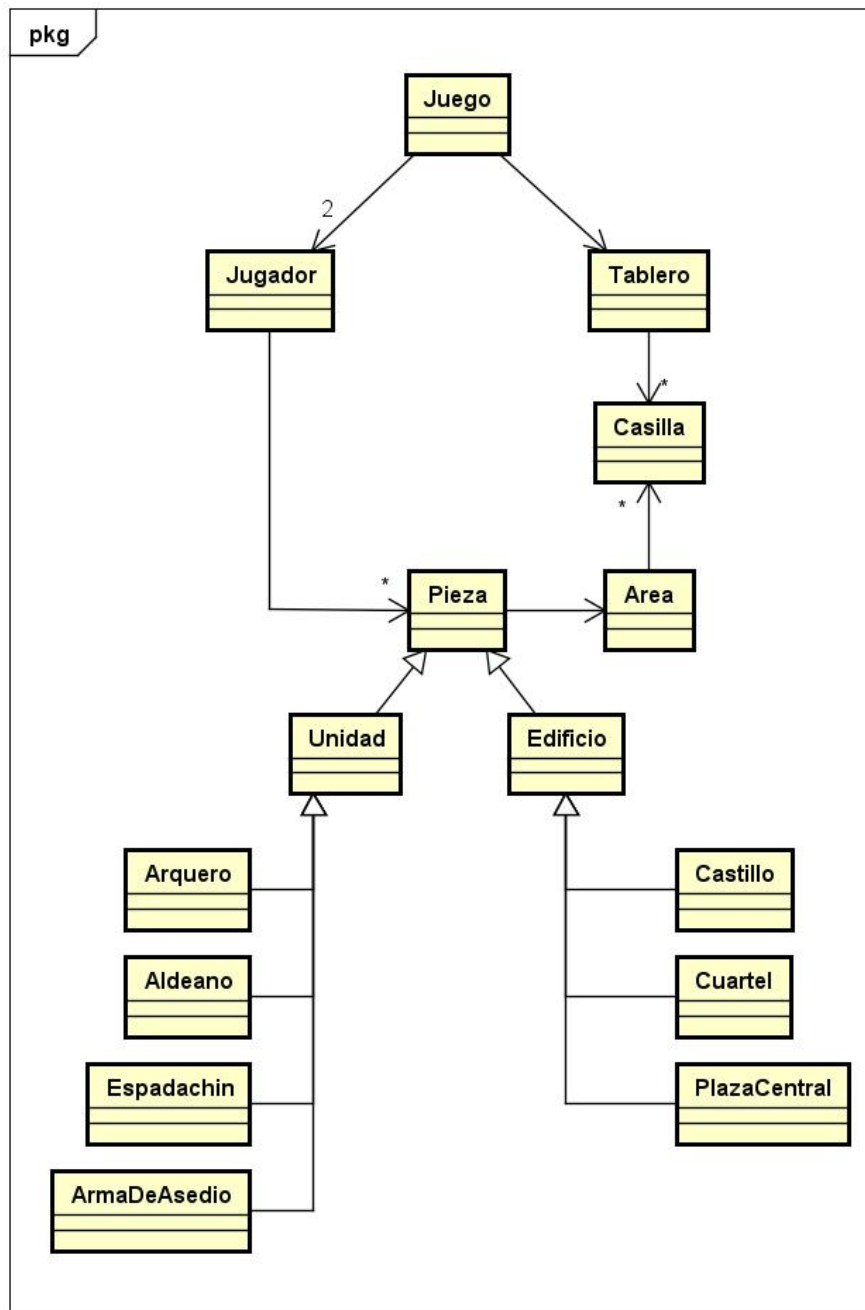 pkg
Juego
2
Jugador
Tablero
*
Casilla
*
*
Pieza
Area
Unidad
Edificio
Arquero
Castillo
Aldeano
Cuartel
Espadachin
PlazaCentral
ArmaDeAsedio